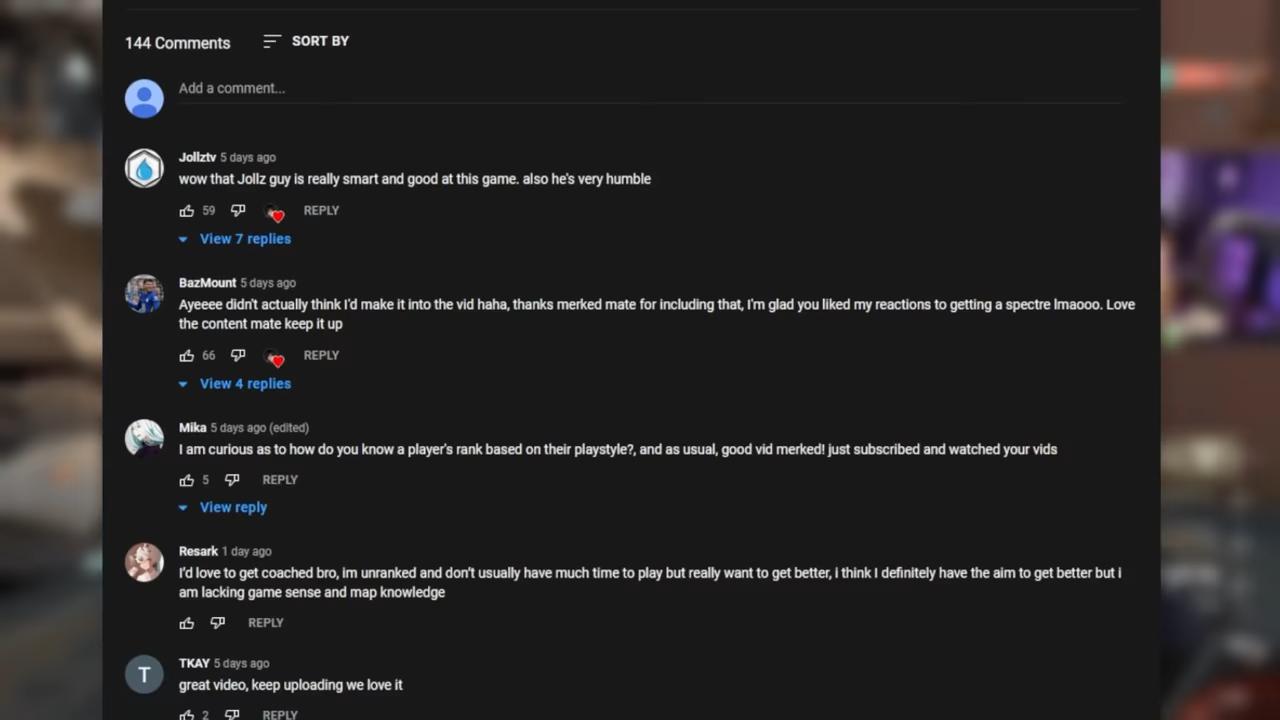 144 Comments
SORT BY
Add a comment...
Jollztv 5 days ago
wow that Jollz guy is really smart and good at this game. also he's very humble
59
REPLY
View 7 replies
BazMount 5 days ago
Ayeeee didn't actually think I'd make it into the vid haha, thanks merked mate for including that, I'm glad you liked my reactions to getting a spectre lmaooo. Love
the content mate keep it up
66
REPLY
View 4 replies
Mika 5 days ago (edited)
I am curious as to how do you know a player's rank based on their playstyle?, and as usual, good vid merked! just subscribed and watched your vids
5
REPLY
View reply
Resark 1 day ago
I'd love to get coached bro, im unranked and don't usually have much time to play but really want to get better, i think I definitely have the aim to get better but i
am lacking game sense and map knowledge
REPLY
T
TKAY 5 days ago
great video, keep uploading we love it
2
REPLY